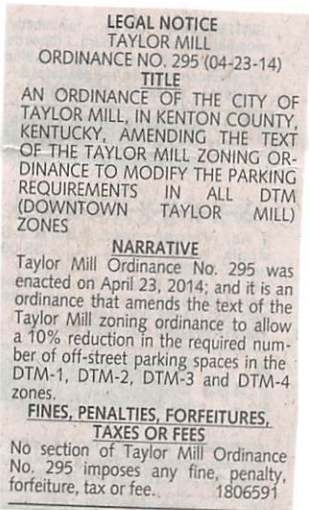 LEGAL NOTICE
TAYLOR MILL
ORDINANCE NO. 295 (04-23-14)
TITLE
AN ORDINANCE OF THE CITY OF
TAYLOR MILL, IN KENTON COUNTY,
KENTUCKY, AMENDING THE TEXT
OF THE TAYLOR MILL ZONING OR-
DINANCE TO MODIFY THE PARKING
REQUIREMENTS IN ALL DTM
(DOWNTOWN TAYLOR MILL)
ZONES
NARRATIVE
Taylor Mill Ordinance No. 295 was
enacted on April 23, 2014; and it is an
ordinance that amends the text of the
Taylor Mill zoning ordinance to allow
a 10% reduction in the required num-
ber of off-street parking spaces in the
DTM-1, DTM-2, DTM-3 and DTM-4
zones.
FINES, PENALTIES, FORFEITURES,
TAXES OR FEES
No section of Taylor Mill Ordinance
No. 295 imposes any fine, penalty,
forfeiture, tax or fee. 1806591